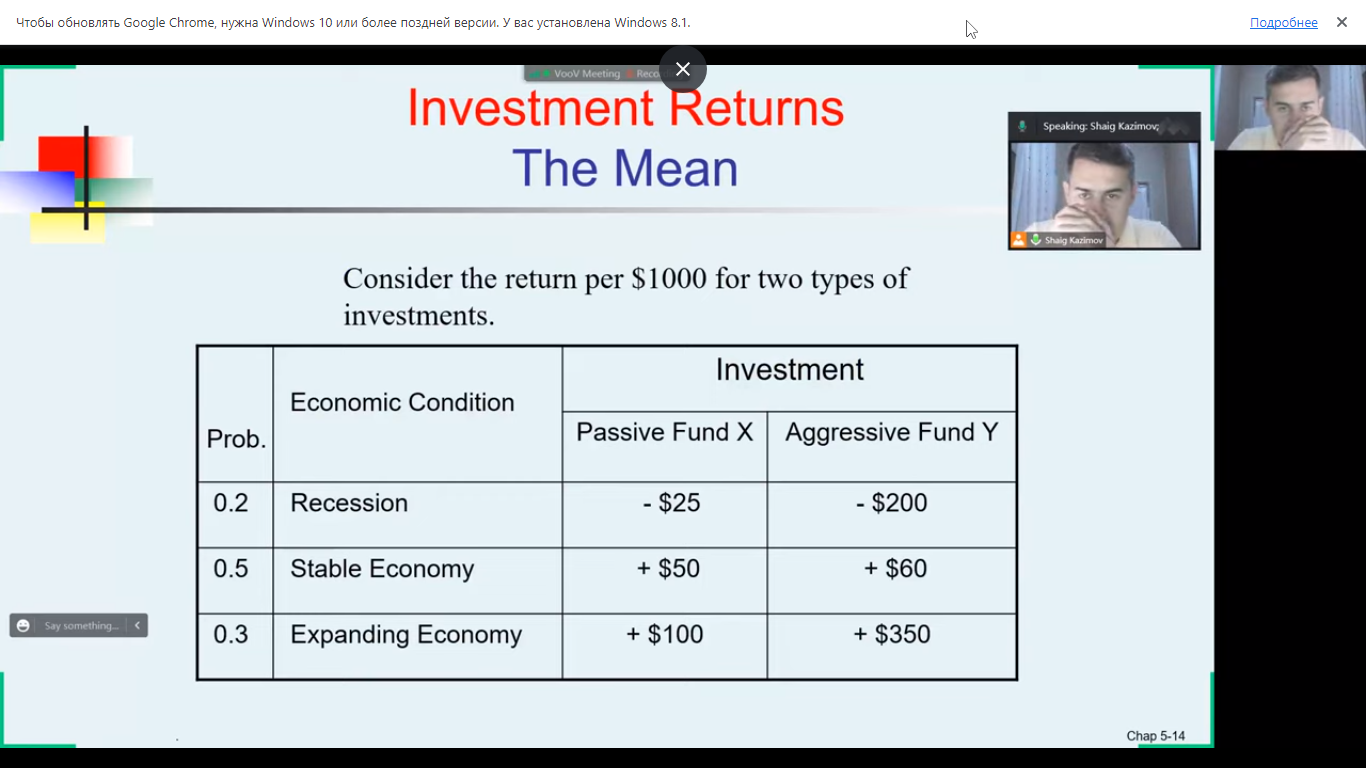 Чтобы обновлять Google Chrome, нужна Windows 10 или более поздней версии. У вас установлена Windows 8.1.
Подробнее
VooV Meeting
Investment Returns
The Mean
Speaking: Shaig Kazimov;
Shaig Kazimov
Consider the return per $1000 for two types of
investments.
Prob.
Economic Condition
Investment
Passive Fund X
Aggressive Fund Y
0.2 Recession - $25 - $200
0.5 Stable Economy + $50 + $60
0.3 Expanding Economy + $100 + $350
Say something...
Chap 5-14